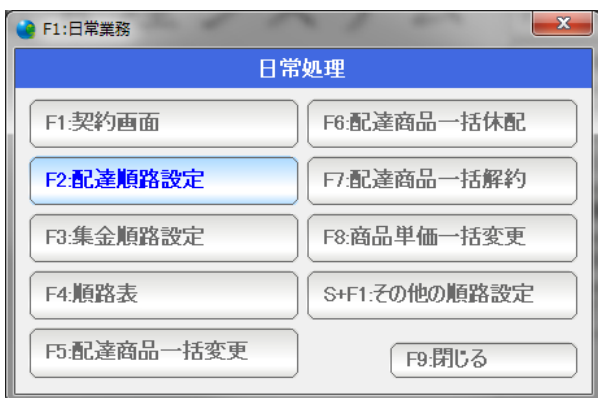 F1:日常業務
日常処理
F1:契約画面
F2:配達順路設定
F3:集金順路設定
F4:順路表
F5:配達商品一括変更
F6:配達商品一括休配
F7:配達商品一括解約
F8:商品単価一括変更
S+F1:その他の順路設定
F9:閉じる